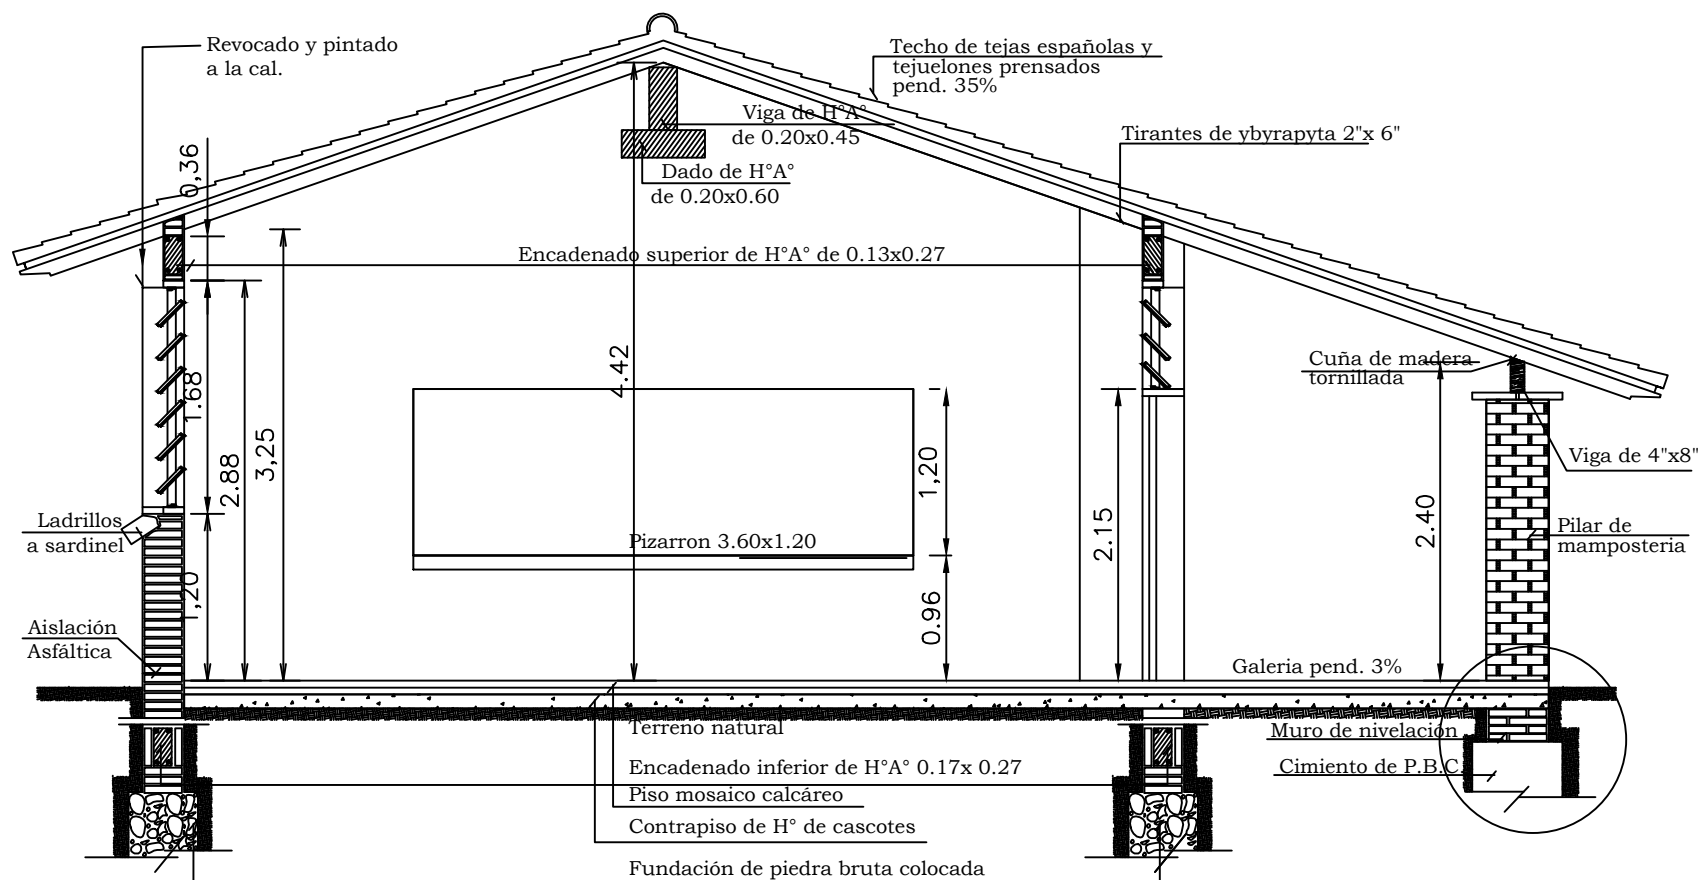 Revocado y pintado
a la cal.
Techo de tejas españolas y
tejuelones prensados
pend. 35%
Viga de H°A°
de 0.20x0.45
Tirantes de ybyrapyta 2"x 6"
Dado de H°A°
de 0.20x0.60
0,36
Encadenado superior de H°A° de 0.13x0.27
4.42
Cuña de madera
tornillada
1.68
2.88
3,25
1,20
Viga de 4"x8"
2.15
2.40
Ladrillos
a sardinel
Pizarron 3.60x1.20
Pilar de
mamposteria
1,20
0.96
Aislación
Asfáltica
Galeria pend. 3%
Terreno natural
Muro de nivelación
Encadenado inferior de H°A° 0.17x 0.27
Cimiento de P.B.C.
Piso mosaico calcáreo
Contrapiso de H° de cascotes
Fundación de piedra bruta colocada